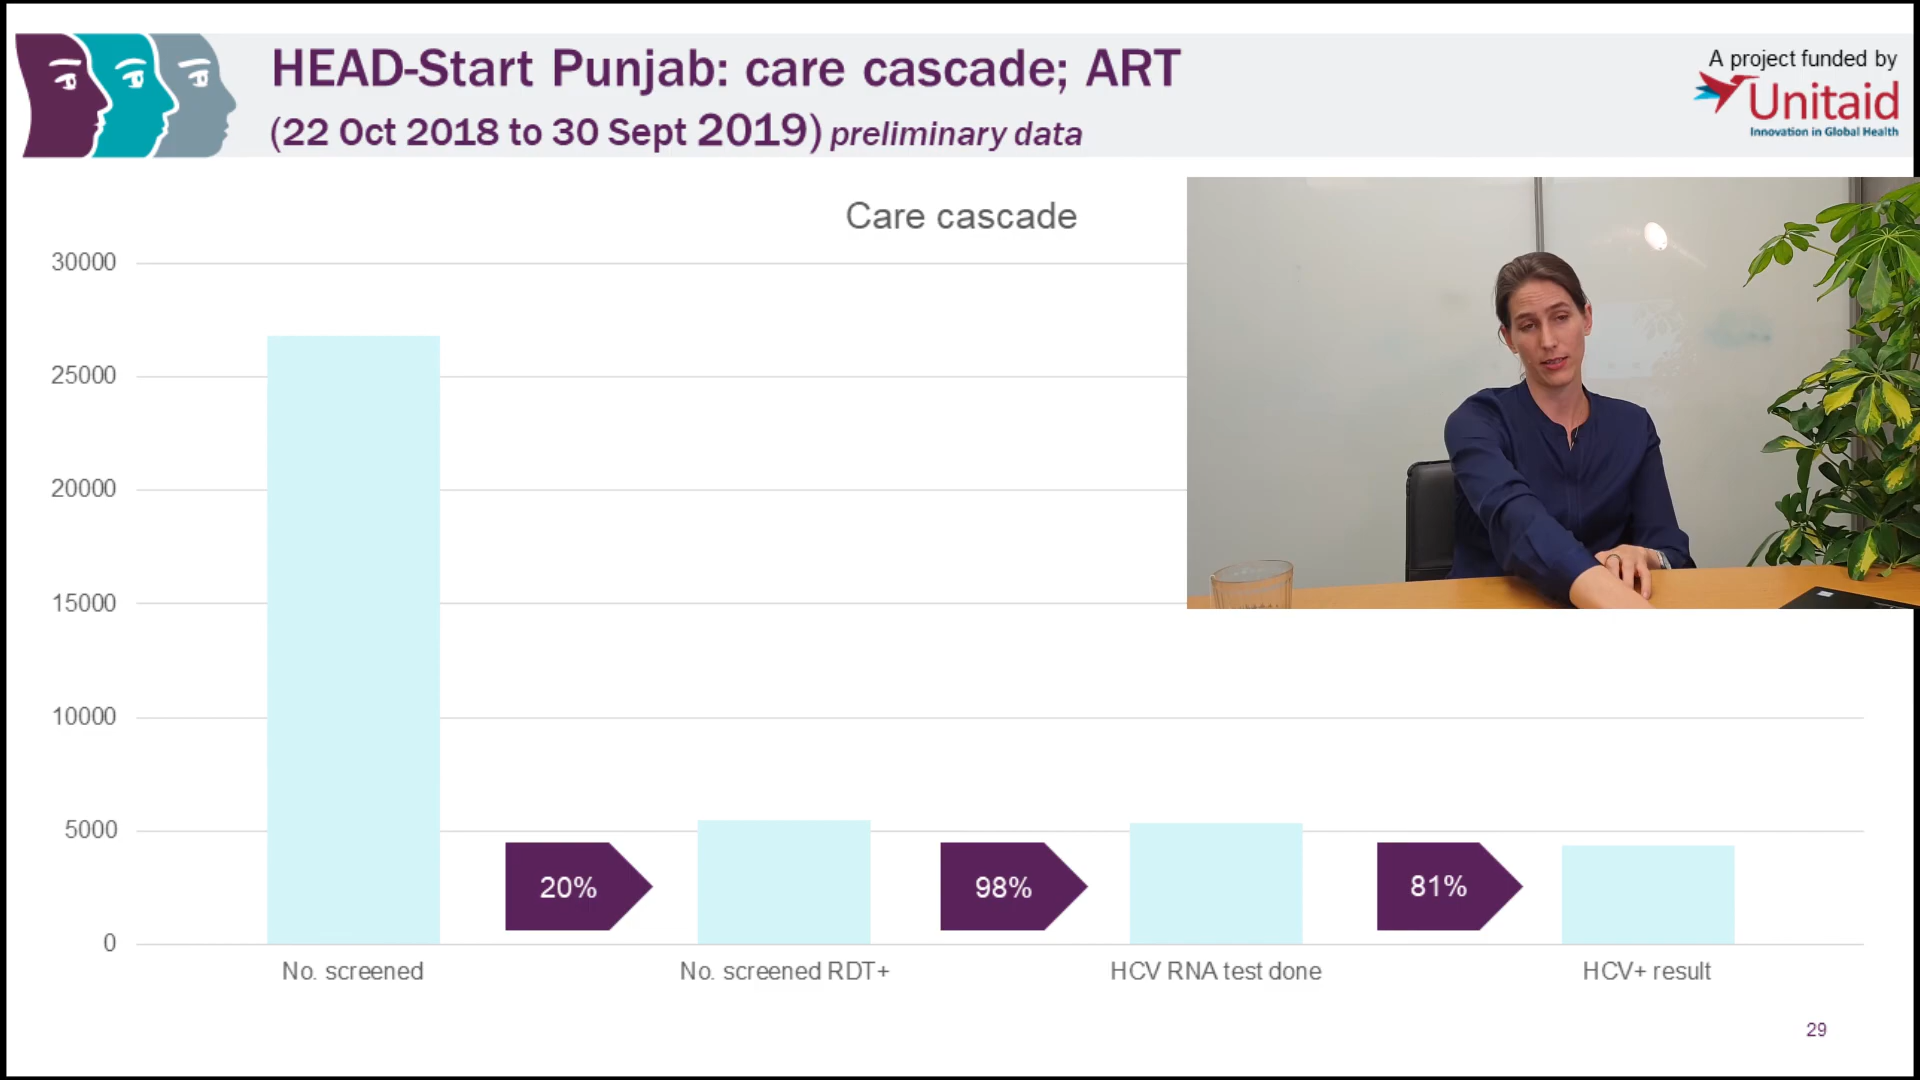 HEAD-Start Punjab: care cascade; ART
(22 Oct 2018 to 30 Sept 2019) preliminary data
A project funded by
Unitaid
Innovation in Global Health
Care cascade
30000
25000
20000
15000
10000
5000
0
20%
98%
81%
No. screened
No. screened RDT+
HCV RNA test done
HCV+ result
29